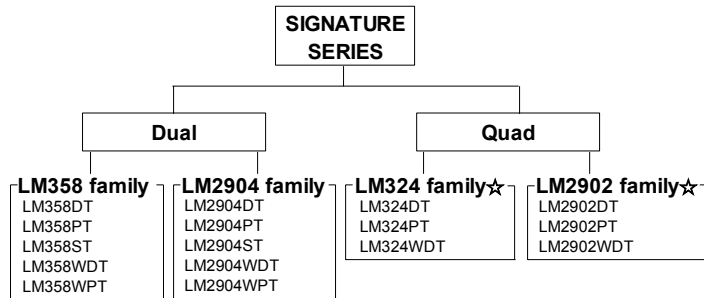 SIGNATURE
SERIES
Dual
Quad
LM358 family
LM358DT
LM358PT
LM358ST
LM358WDT
LM358WPT
LM2904 family
LM2904DT
LM2904PT
LM2904ST
LM2904WDT
LM2904WPT
LM324 family☆
LM324DT
LM324PT
LM324WDT
LM2902 family☆
LM2902DT
LM2902PT
LM2902WDT